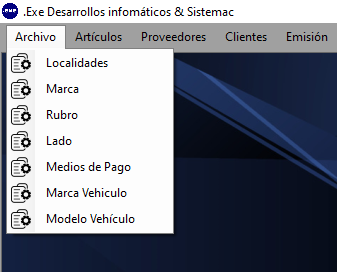 .EXE .Exe Desarrollos infomáticos & Sistemac
Archivo Artículos Proveedores Clientes Emisión
Localidades
Marca
Rubro
Lado
Medios de Pago
Marca Vehiculo
Modelo Vehículo